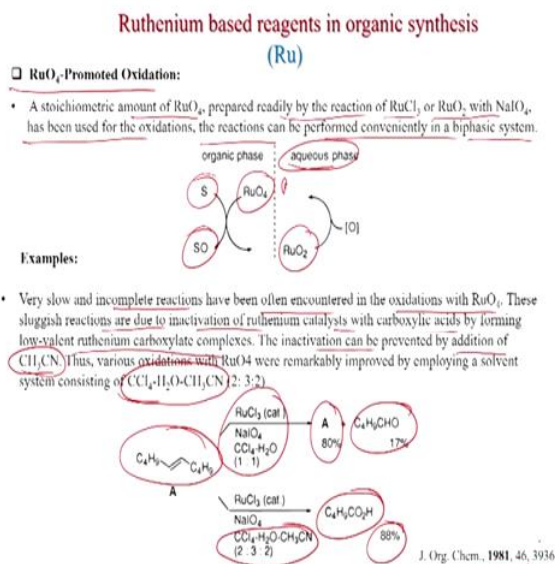 Ruthenium based reagents in organic synthesis
(Ru)
❑ RuO₄-Promoted Oxidation:
• A stoichiometric amount of RuO₄, prepared readily by the reaction of RuCl₃ or RuO₂ with NaIO₄,
has been used for the oxidations, the reactions can be performed conveniently in a biphasic system.
organic phase aqueous phase
S RuO₄
[O]
SO RuO₂
Examples:
• Very slow and incomplete reactions have been often encountered in the oxidations with RuO₄. These
sluggish reactions are due to inactivation of ruthenium catalysts with carboxylic acids by forming
low-valent ruthenium carboxylate complexes. The inactivation can be prevented by addition of
CH₃CN. Thus, various oxidations with RuO4 were remarkably improved by employing a solvent
system consisting of CCl₄-H₂O-CH₃CN (2: 3:2)
RuCl₃ (cat)
NaIO₄
CCl₄-H₂O
(1 : 1)
A + C₄H₉CHO
80% 17%
C₄H₉ C₄H₉
A
RuCl₃ (cat.)
NaIO₄
CCl₄-H₂O-CH₃CN
(2 : 3 : 2)
C₄H₉CO₂H
88%
J. Org. Chem., 1981, 46, 3936